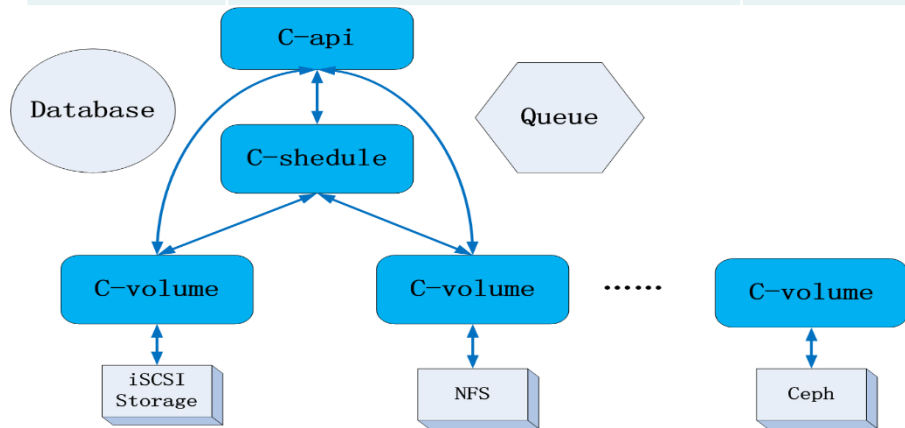 C-api
Database
Queue
C-shedule
C-volume
C-volume
......
C-volume
iSCSI
Storage
NFS
Ceph